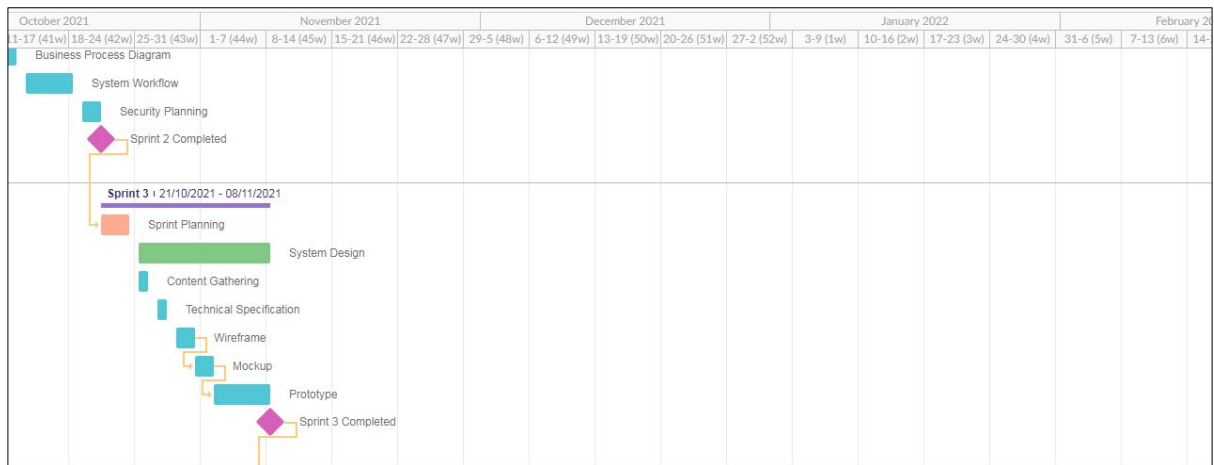 October 2021 November 2021 December 2021 January 2022 February 20
11-17 (41w) 18-24 (42w) 25-31 (43w) 1-7 (44w) 8-14 (45w) 15-21 (46w) 22-28 (47w) 29-5 (48w) 6-12 (49w) 13-19 (50w) 20-26 (51w) 27-2 (52w) 3-9 (1w) 10-16 (2w) 17-23 (3w) 24-30 (4w) 31-6 (5w) 7-13 (6w) 14-
Business Process Diagram
System Workflow
Security Planning
Sprint 2 Completed
Sprint 3 21/10/2021 - 08/11/2021
Sprint Planning
System Design
Content Gathering
Technical Specification
Wireframe
Mockup
Prototype
Sprint 3 Completed